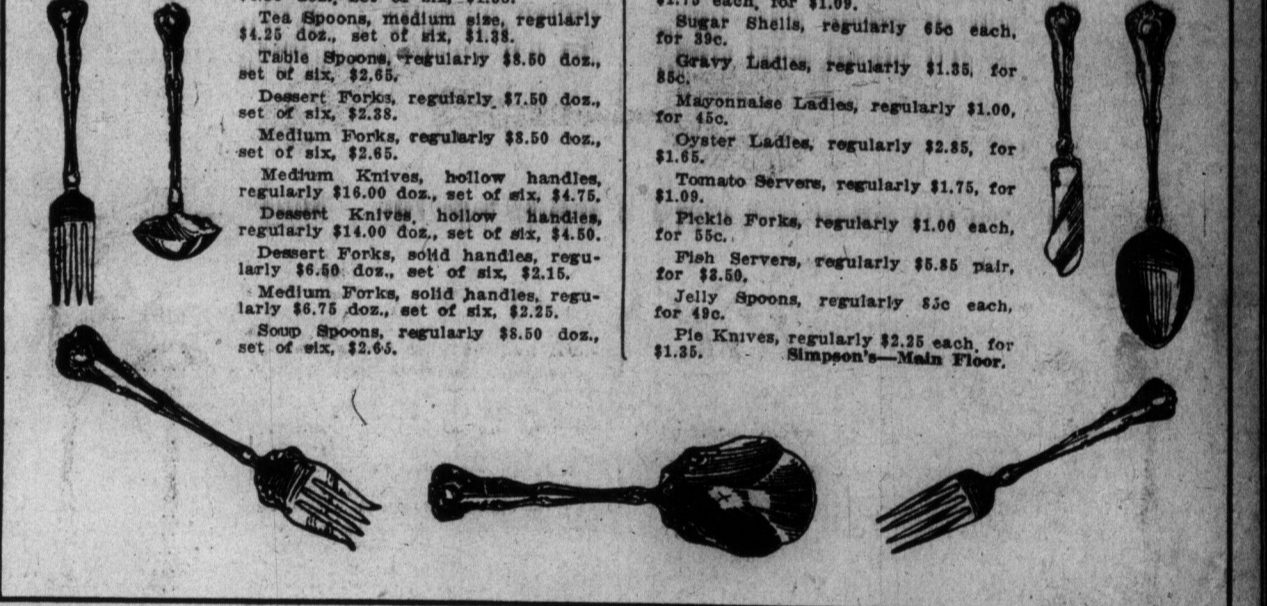 Tea Spoons, medium size, regularly
$4.25 doz., set of six, $1.38.
Table Spoons, regularly $8.50 doz.,
set of six, $2.65.
Dessert Forks, regularly $7.50 doz.,
set of six, $2.38.
Medium Forks, regularly $8.50 doz.,
set of six, $2.65.
Medium Knives, hollow handles,
regularly $16.00 doz., set of six, $4.75.
Dessert Knives, hollow handles,
regularly $14.00 doz., set of six, $4.50.
Dessert Forks, solid handles, regu-
larly $6.50 doz., set of six, $2.15.
Medium Forks, solid handles, regu-
larly $6.75 doz., set of six, $2.25.
Soup Spoons, regularly $8.50 doz.,
set of six, $2.65.
each, for $1.09.
Sugar Shells, regularly 65c each,
for 39c.
Gravy Ladles, regularly $1.35, for
85c.
Mayonnaise Ladles, regularly $1.00,
for 45c.
Oyster Ladles, regularly $2.85, for
$1.65.
Tomato Servers, regularly $1.75, for
$1.09.
Pickle Forks, regularly $1.00 each,
for 55c.
Fish Servers, regularly $5.85 pair,
for $3.50.
Jelly Spoons, regularly 85c each,
for 49c.
Pie Knives, regularly $2.25 each, for
$1.35. Simpson's—Main Floor.